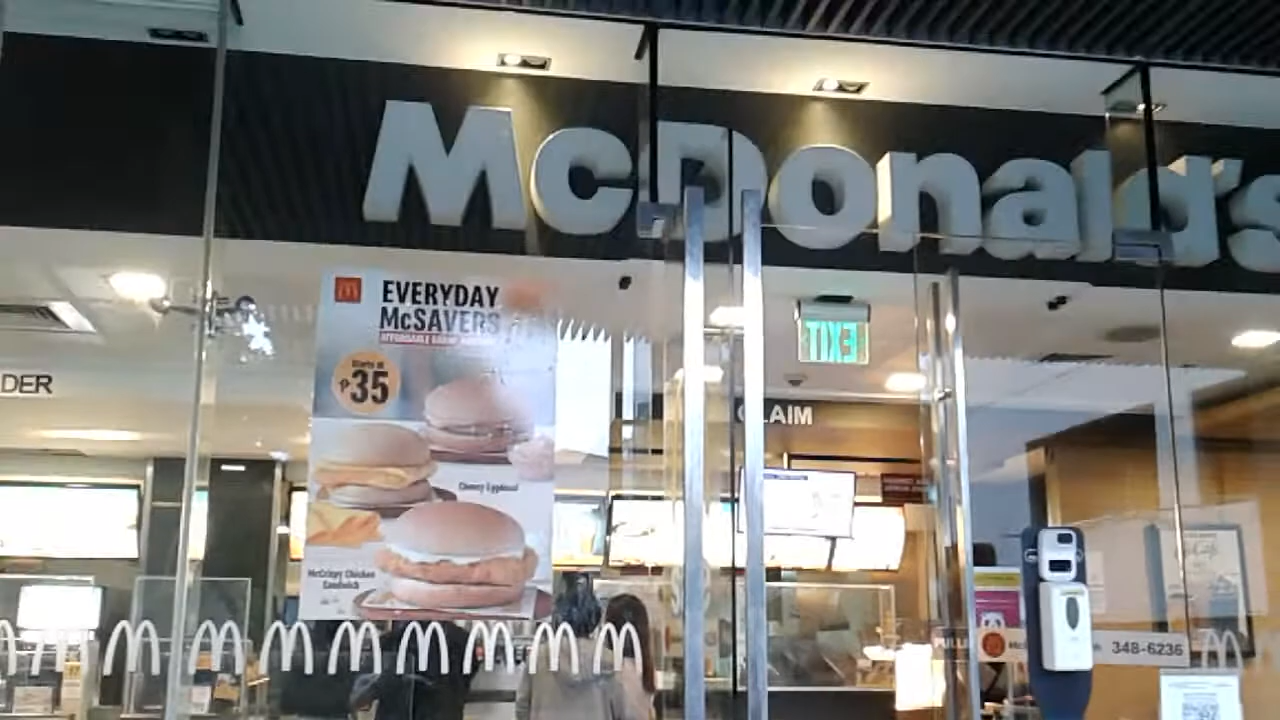 McDonald's
EVERYDAY
McSAVERS
Starts at
₱35
EXIT
DER
CLAIM
Cheesy Eggdesal
McCrispy Chicken
Sandwich
348-6236